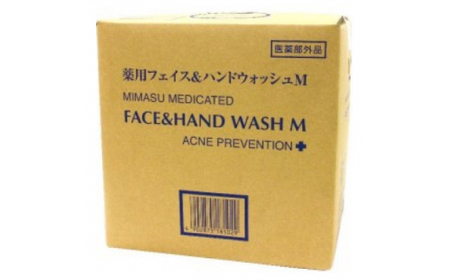 医薬部外品
薬用フェイス&ハンドウォッシュM
MIMASU MEDICATED
FACE&HAND WASH M
ACNE PREVENTION